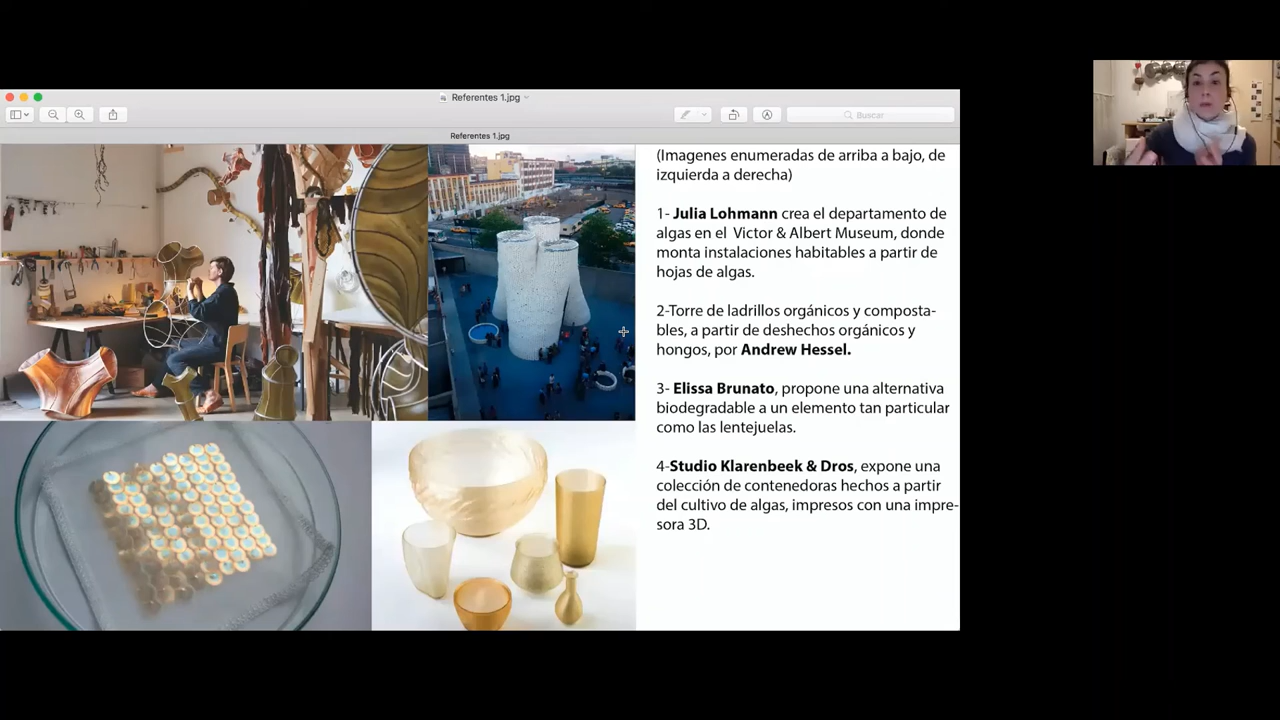 Referentes 1.jpg
Buscar
Referentes 1.jpg
(Imagenes enumeradas de arriba a bajo, de
izquierda a derecha)
1- Julia Lohmann crea el departamento de
algas en el Victor & Albert Museum, donde
monta instalaciones habitables a partir de
hojas de algas.
2-Torre de ladrillos orgánicos y composta-
bles, a partir de deshechos orgánicos y
hongos, por Andrew Hessel.
3- Elissa Brunato, propone una alternativa
biodegradable a un elemento tan particular
como las lentejuelas.
4-Studio Klarenbeek & Dros, expone una
colección de contenedoras hechos a partir
del cultivo de algas, impresos con una impre-
sora 3D.